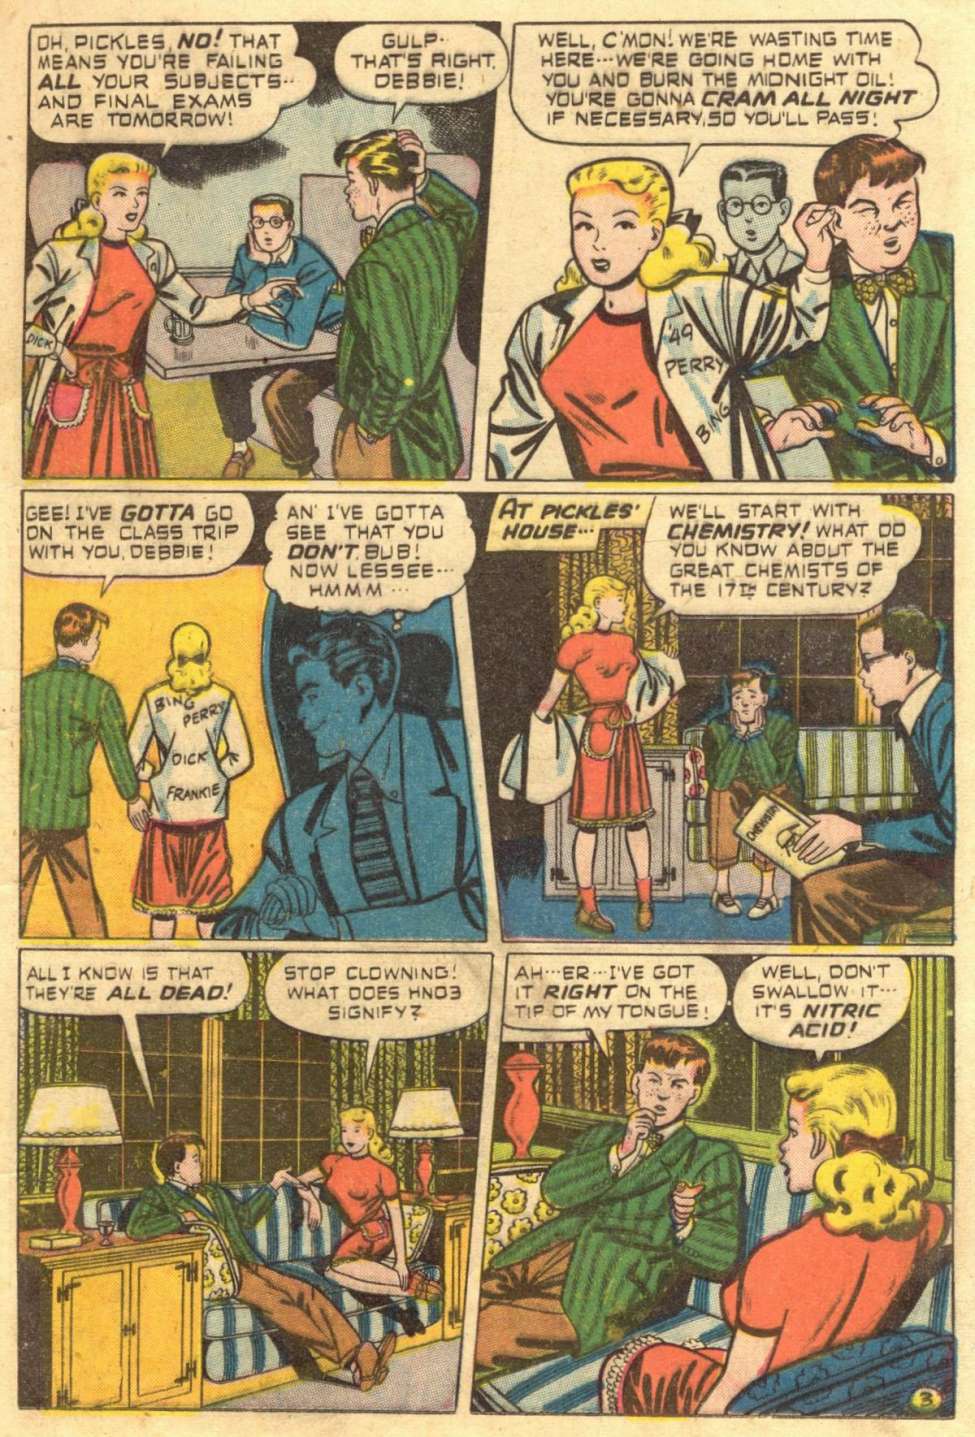 OH, PICKLES, NO! THAT
MEANS YOU'RE FAILING
ALL YOUR SUBJECTS--
AND FINAL EXAMS
ARE TOMORROW!
GULP--
THAT'S RIGHT,
DEBBIE!
DICK
WELL, C'MON! WE'RE WASTING TIME
HERE---WE'RE GOING HOME WITH
YOU AND BURN THE MIDNIGHT OIL!
YOU'RE GONNA CRAM ALL NIGHT
IF NECESSARY, SO YOU'LL PASS!
'49
PERRY
BING
GEE! I'VE GOTTA
GO ON THE CLASS TRIP
WITH YOU, DEBBIE!
AN' I'VE GOTTA
SEE THAT YOU
DON'T, BUB!
NOW LESSEE---
HMMM ---
BING
PERRY
DICK
FRANKIE
AT PICKLES'
HOUSE---
WE'LL START WITH
CHEMISTRY! WHAT DO
YOU KNOW ABOUT THE
GREAT CHEMISTS OF
THE 17TH CENTURY?
CHEMISTRY
ALL I KNOW IS THAT
THEY'RE ALL DEAD!
STOP CLOWNING!
WHAT DOES HNO3
SIGNIFY?
AH---ER---I'VE GOT
IT RIGHT ON THE
TIP OF MY TONGUE!
WELL, DON'T
SWALLOW IT---
IT'S NITRIC
ACID!
3